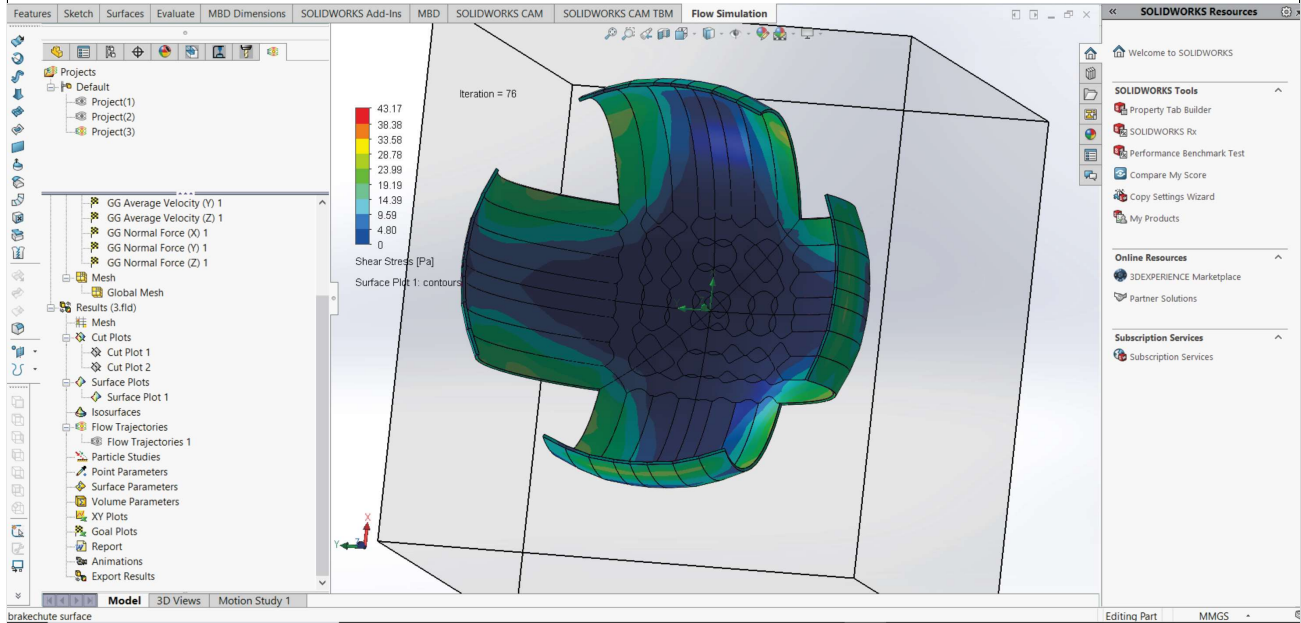 Features Sketch Surfaces Evaluate MBD Dimensions SOLIDWORKS Add-Ins MBD SOLIDWORKS CAM SOLIDWORKS CAM TBM Flow Simulation
« SOLIDWORKS Resources
Projects
Default
Project(1)
Project(2)
Project(3)
GG Average Velocity (Y) 1
GG Average Velocity (Z) 1
GG Normal Force (X) 1
GG Normal Force (Y) 1
GG Normal Force (Z) 1
Mesh
Global Mesh
Results (3.fld)
Mesh
Cut Plots
Cut Plot 1
Cut Plot 2
Surface Plots
Surface Plot 1
Isosurfaces
Flow Trajectories
Flow Trajectories 1
Particle Studies
Point Parameters
Surface Parameters
Volume Parameters
XY Plots
Goal Plots
Report
Animations
Export Results
Iteration = 76
43.17
38.38
33.58
28.78
23.99
19.19
14.39
9.59
4.80
0
Shear Stress [Pa]
Surface Plot 1: contours
X
Y
Z
Welcome to SOLIDWORKS
SOLIDWORKS Tools
Property Tab Builder
SOLIDWORKS Rx
Performance Benchmark Test
Compare My Score
Copy Settings Wizard
My Products
Online Resources
3DEXPERIENCE Marketplace
Partner Solutions
Subscription Services
Subscription Services
Model 3D Views Motion Study 1
brakechute surface
Editing Part MMGS